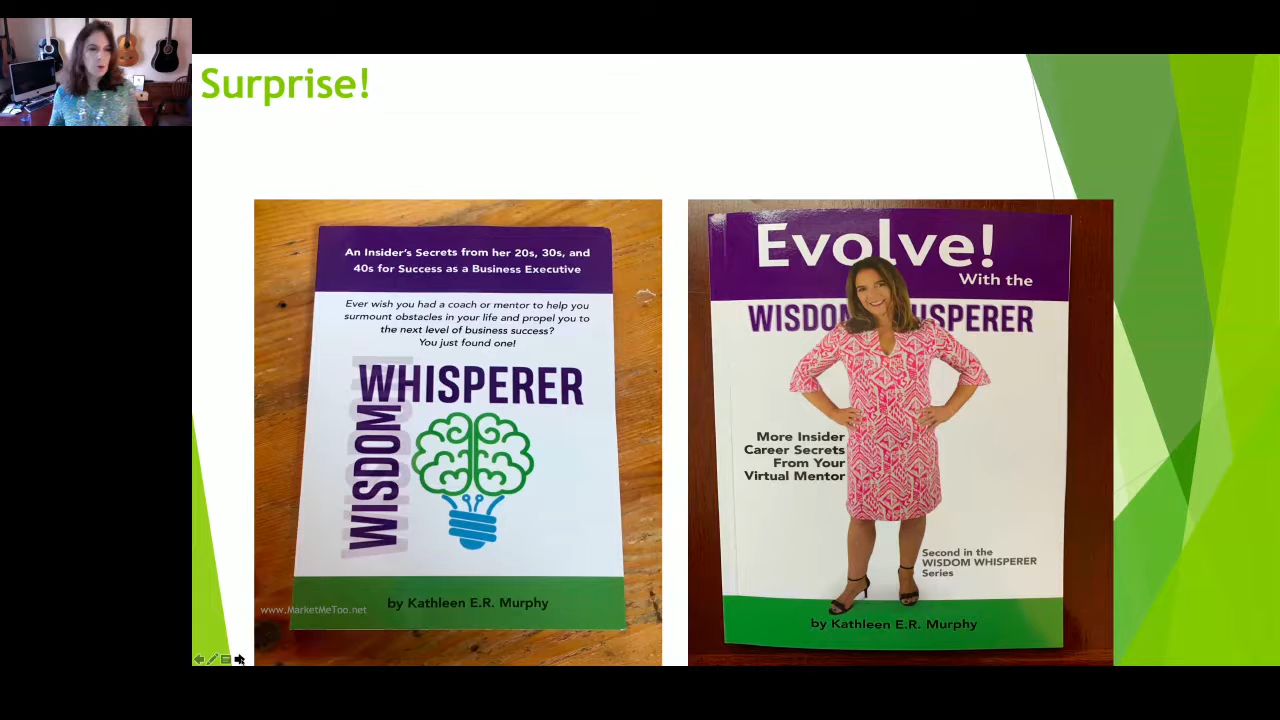 Surprise!
An Insider's Secrets from her 20s, 30s, and
40s for Success as a Business Executive
Ever wish you had a coach or mentor to help you
surmount obstacles in your life and propel you to
the next level of business success?
You just found one!
WHISPERER
WISDOM
www.MarketMeToo.net
by Kathleen E.R. Murphy
Evolve!
With the
WISDOM WHISPERER
More Insider
Career Secrets
From Your
Virtual Mentor
Second in the
WISDOM WHISPERER
Series
by Kathleen E.R. Murphy